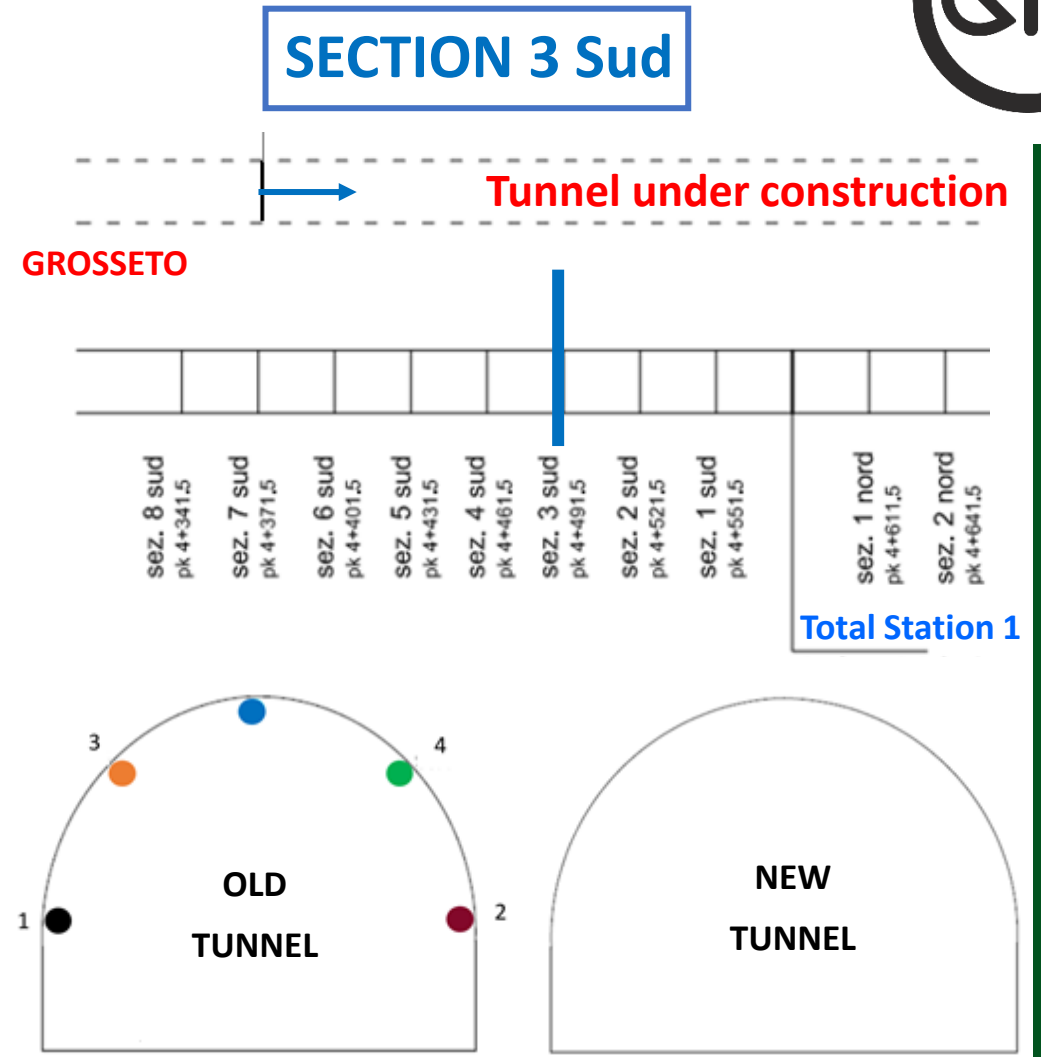 SECTION 3 Sud
Tunnel under construction
GROSSETO
sez. 8 sud
pk 4+341.5
sez. 7 sud
pk 4+371.5
sez. 6 sud
pk 4+401.5
sez. 5 sud
pk 4+431.5
sez. 4 sud
pk 4+461.5
sez. 3 sud
pk 4+491.5
sez. 2 sud
pk 4+521.5
sez. 1 sud
pk 4+551.5
sez. 1 nord
pk 4+611.5
sez. 2 nord
pk 4+641.5
Total Station 1
3
4
1
2
OLD
TUNNEL
NEW
TUNNEL